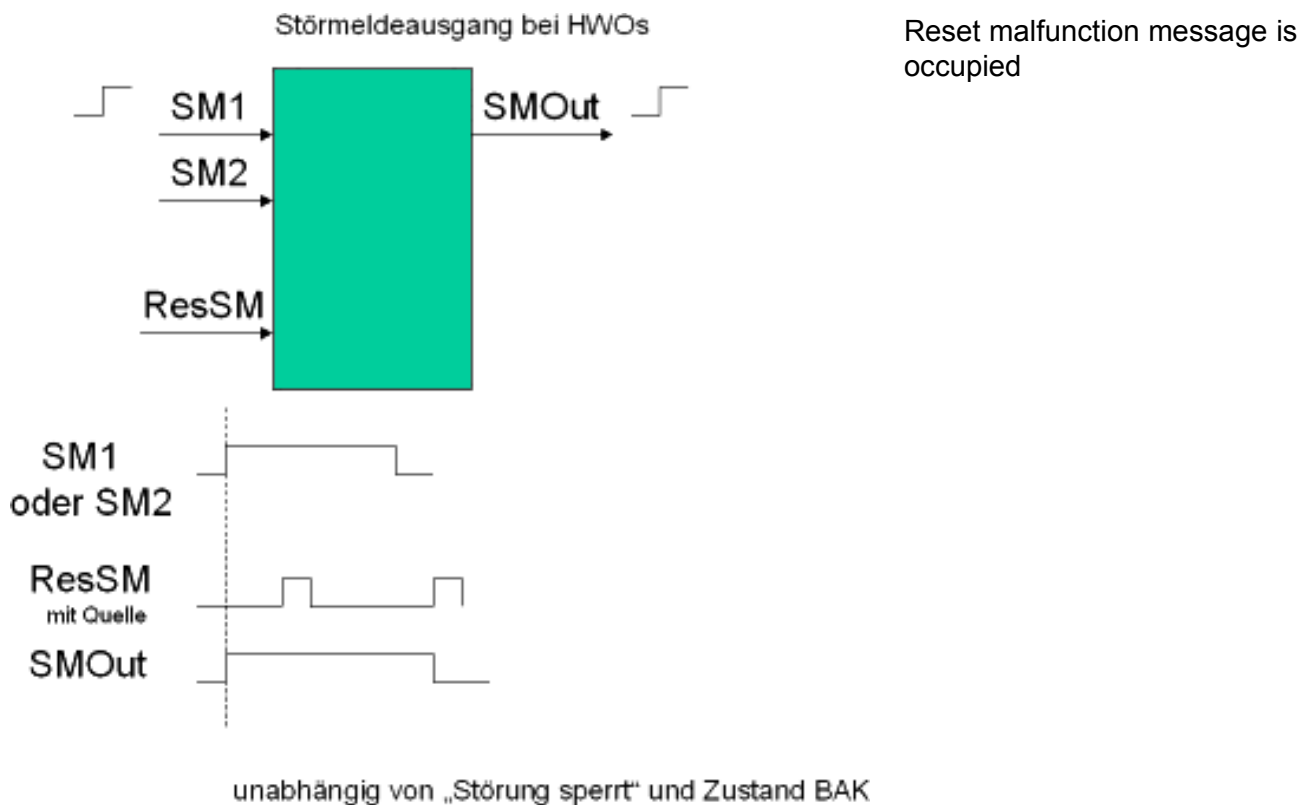 Störmeldeausgang bei HWOs
Reset malfunction message is
occupied
SM1
SMOut
SM2
ResSM
SM1
oder SM2
ResSM
mit Quelle
SMOut
unabhängig von „Störung sperrt“ und Zustand BAK